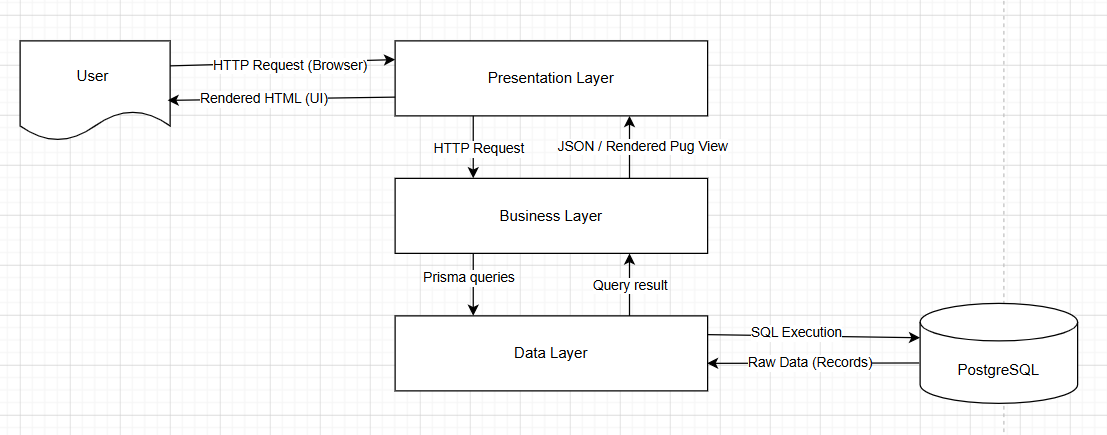 User
HTTP Request (Browser)
Rendered HTML (UI)
Presentation Layer
HTTP Request
JSON / Rendered Pug View
Business Layer
Prisma queries
Query result
Data Layer
SQL Execution
Raw Data (Records)
PostgreSQL